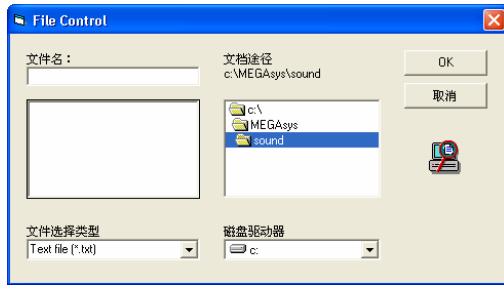 File Control
文件名：
文档途径
c:\MEGAsys\sound
OK
取消
c:\
MEGAsys
sound
文件选择类型
磁盘驱动器
Text file (*.txt)
c: